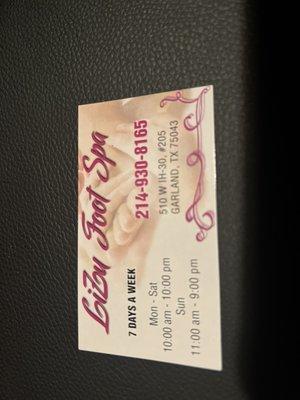 LiZu Foot Spa
7 DAYS A WEEK
Mon - Sat
10:00 am - 10:00 pm
Sun
11:00 am - 9:00 pm
214-930-8165
510 W IH-30, #205
GARLAND, TX 75043